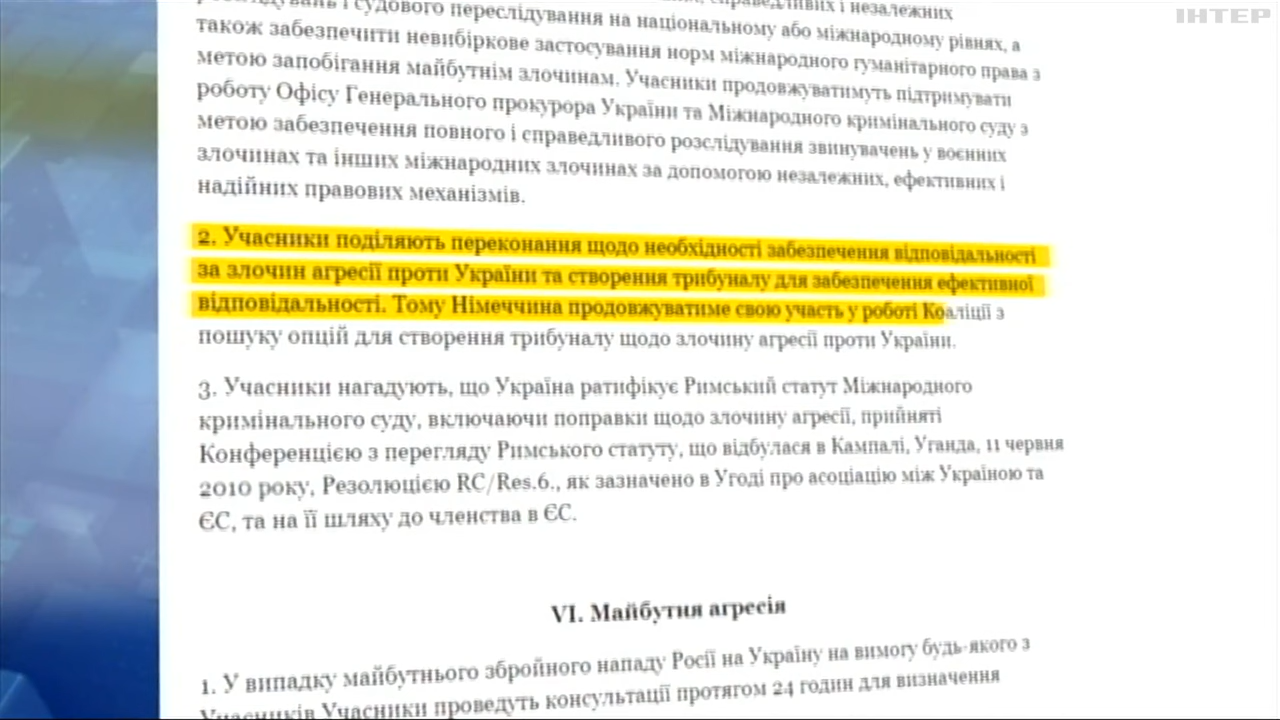 ІНТЕР
і судового переслідування на національному або міжнародному рівнях, а
також забезпечити невибіркове застосування норм міжнародного гуманітарного права з
метою запобігання майбутнім злочинам. Учасники продовжуватимуть підтримувати
роботу Офісу Генерального прокурора України та Міжнародного кримінального суду з
метою забезпечення повного і справедливого розслідування звинувачень у воєнних
злочинах та інших міжнародних злочинах за допомогою незалежних, ефективних і
надійних правових механізмів.
2. Учасники поділяють переконання щодо необхідності забезпечення відповідальності
за злочин агресії проти України та створення трибуналу для забезпечення ефективної
відповідальності. Тому Німеччина продовжуватиме свою участь у роботі Коаліції з
пошуку опцій для створення трибуналу щодо злочину агресії проти України.
3. Учасники нагадують, що Україна ратифікує Римський статут Міжнародного
кримінального суду, включаючи поправки щодо злочину агресії, прийняті
Конференцією з перегляду Римського статуту, що відбулася в Кампалі, Уганда, 11 червня
2010 року, Резолюцією RC/Res.6., як зазначено в Угоді про асоціацію між Україною та
ЄС, та на її шляху до членства в ЄС.
VI. Майбутня агресія
1. У випадку майбутнього збройного нападу Росії на Україну на вимогу будь-якого з
Учасників Учасники проведуть консультації протягом 24 годин для визначення